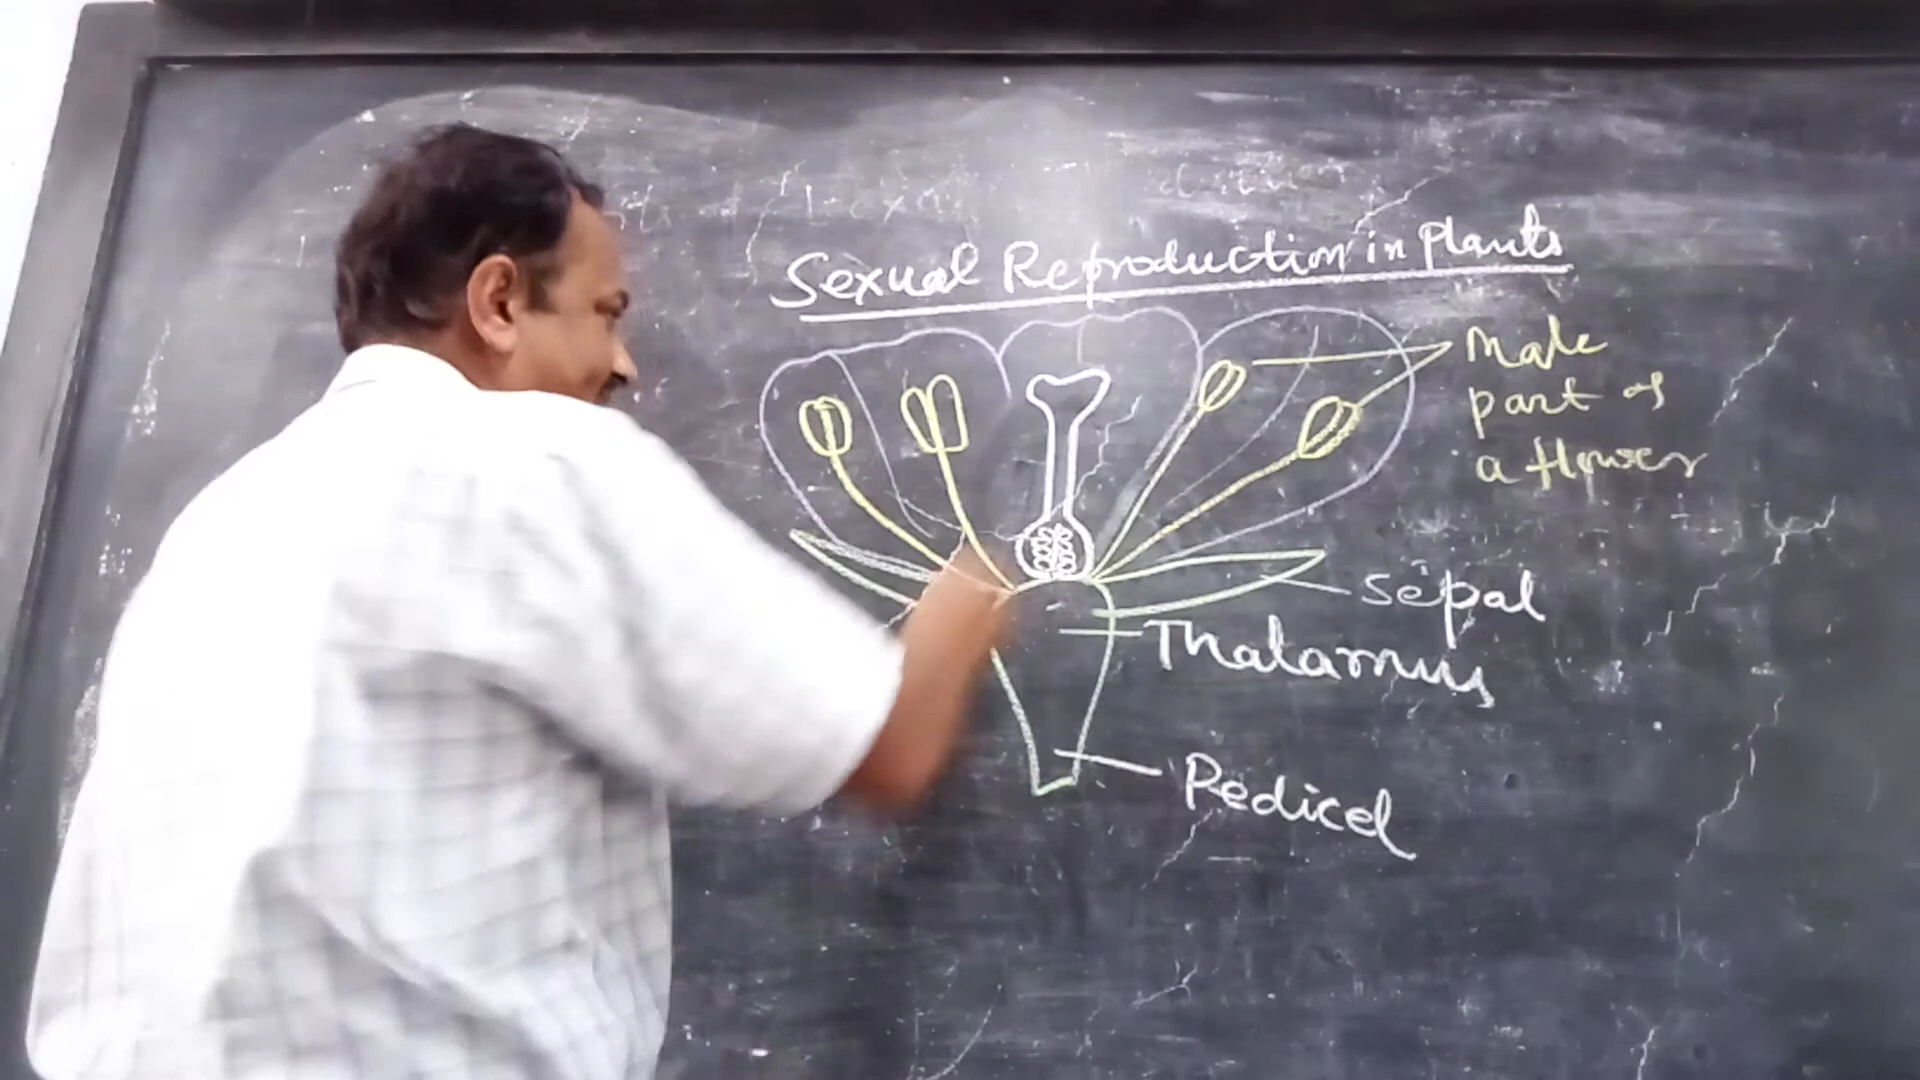 Sexual Reproduction in Plants
Male
part of
a flower
Sepal
Thalamus
Pedicel